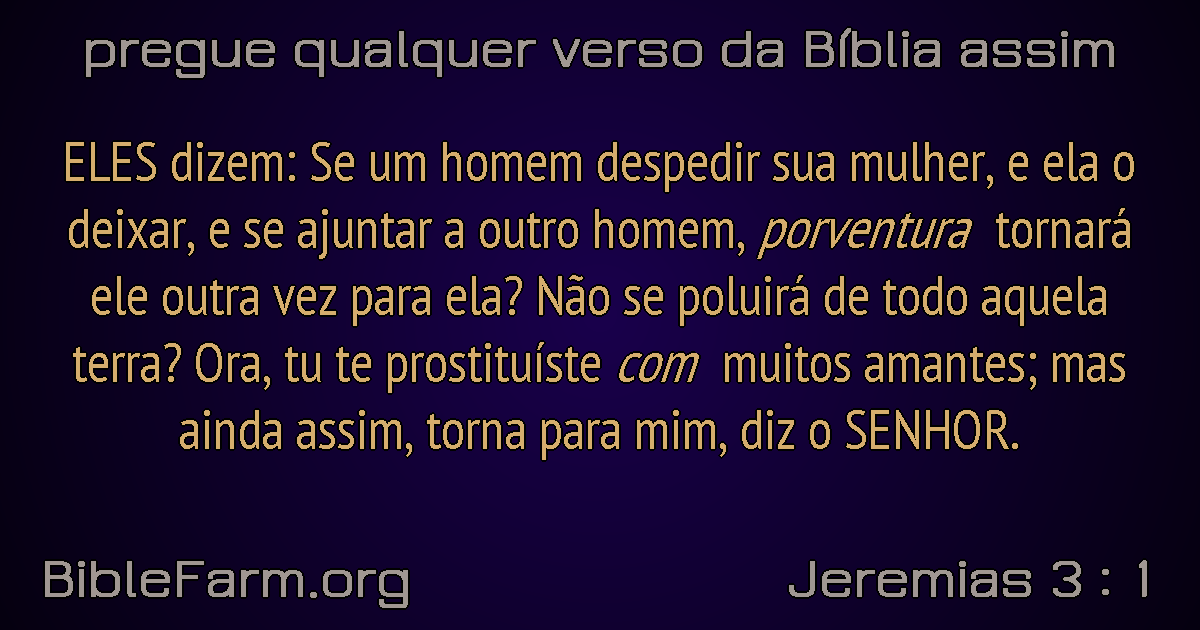 pregue qualquer verso da Bíblia assim
ELES dizem: Se um homem despedir sua mulher, e ela o
deixar, e se ajuntar a outro homem, porventura tornará
ele outra vez para ela? Não se poluirá de todo aquela
terra? Ora, tu te prostituíste com muitos amantes; mas
ainda assim, torna para mim, diz o SENHOR.
BibleFarm.org
Jeremias 3 : 1